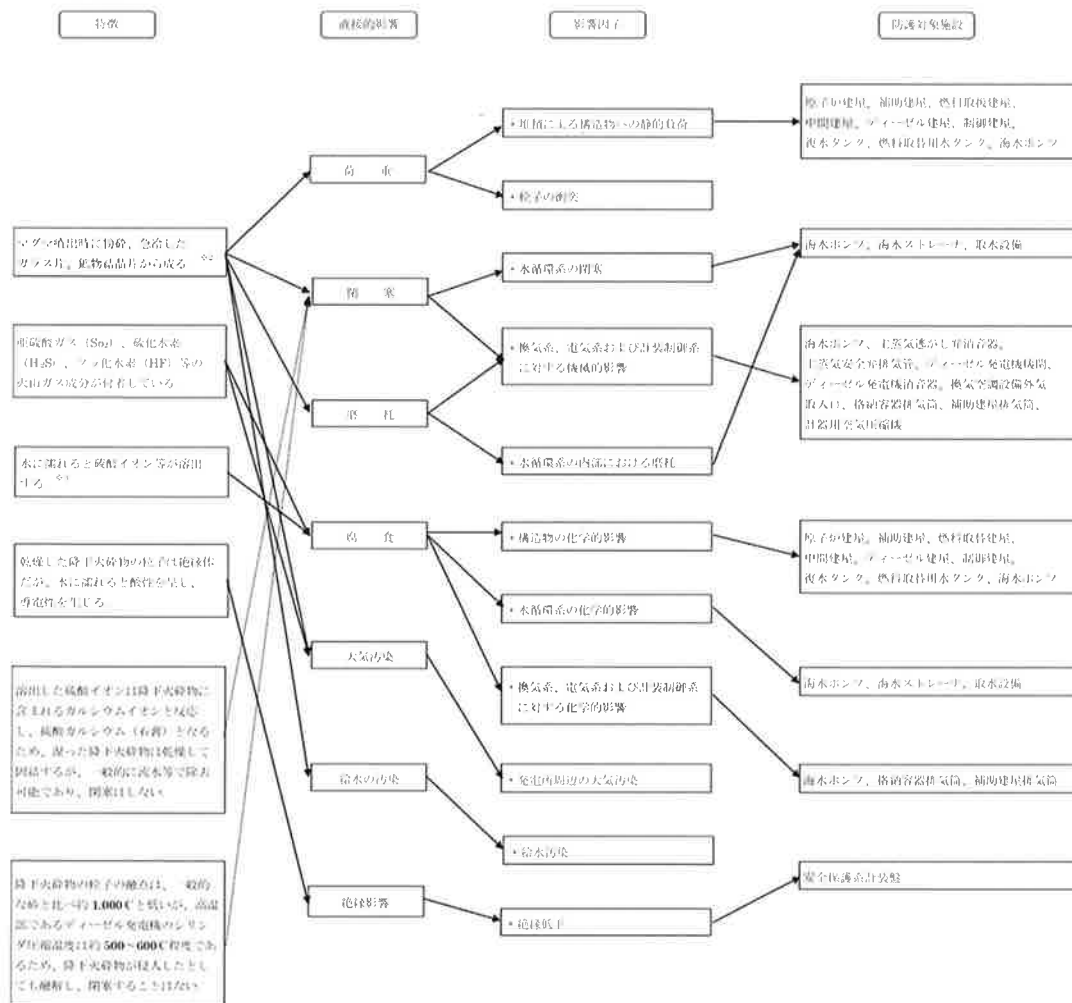 特徴
直接的影響
影響因子
防護対象施設
マグマ噴出時に粉砕、急冷した
ガラス片、鉱物結晶片から成る
亜硫酸ガス（So₂）、硫化水素
（H₂S）、フッ化水素（HF）等の
火山ガス成分が付着している
水に濡れると硫酸イオン等が溶出
する
乾燥した降下火砕物の粒子は絶縁体
だが、水に濡れると酸性を呈し、
導電性を生じる
溶出した硫酸イオンは降下火砕物に
含まれるカルシウムイオンと反応
し、硫酸カルシウム（石膏）となる
ため、湿った降下火砕物は乾燥して
固結するが、一般的に流水等で除去
可能であり、閉塞はしない
降下火砕物の粒子の融点は、一般的
な砂と比べ約1,000℃と低いが、高温
部であるディーゼル発電機のシリン
ダ圧縮温度は約500～600℃程度であ
るため、降下火砕物が侵入したとし
ても融解し、閉塞することはない
荷　重
閉　塞
磨　耗
腐　食
大気汚染
給水の汚染
絶縁影響
・堆積による構造物への静的負荷
・粒子の衝突
・水循環系の閉塞
・換気系、電気系および計装制御系
に対する機械的影響
・水循環系の内部における磨耗
・構造物の化学的影響
・水循環系の化学的影響
・換気系、電気系および計装制御系
に対する化学的影響
・発電所周辺の大気汚染
・給水汚染
・絶縁低下
原子炉建屋、補助建屋、燃料取扱建屋、
中間建屋、ディーゼル建屋、制御建屋、
復水タンク、燃料取替用水タンク、海水ポンプ
海水ポンプ、海水ストレーナ、取水設備
海水ポンプ、主蒸気逃がし弁消音器、
主蒸気安全弁排気管、ディーゼル発電機機関、
ディーゼル発電機消音器、換気空調設備外気
取入口、格納容器排気筒、補助建屋排気筒、
計器用空気圧縮機
原子炉建屋、補助建屋、燃料取替建屋、
中間建屋、ディーゼル建屋、制御建屋、
復水タンク、燃料取替用水タンク、海水ポンプ
海水ポンプ、海水ストレーナ、取水設備
海水ポンプ、格納容器排気筒、補助建屋排気筒
安全保護系計装盤